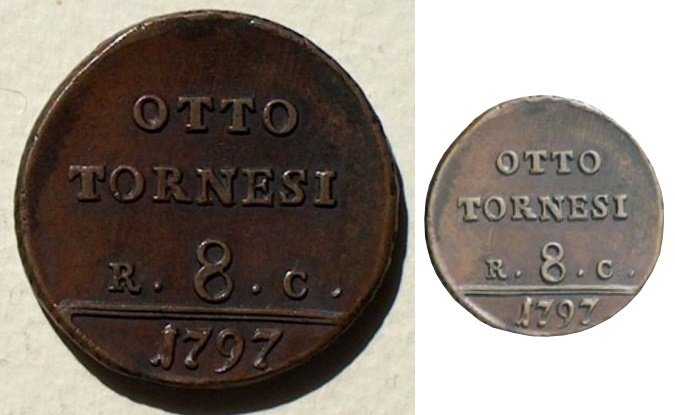 OTTO
TORNESI
R. 8. C.
1797
OTTO
TORNESI
R. 8. C.
1797